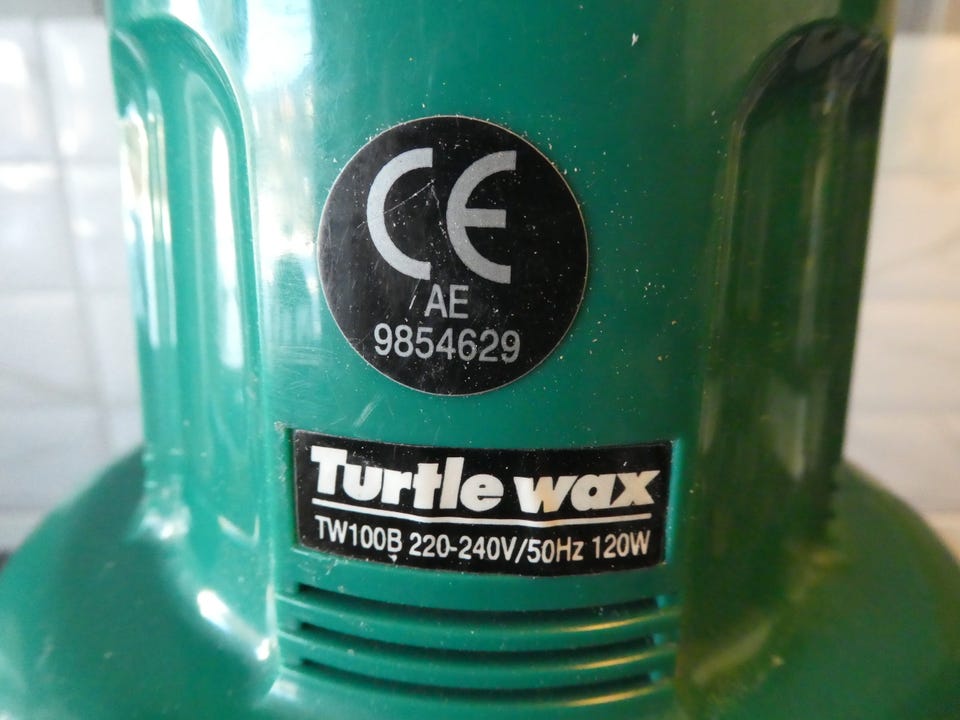 CE
AE
9854629
Turtle wax
TW100B 220-240V/50Hz 120W